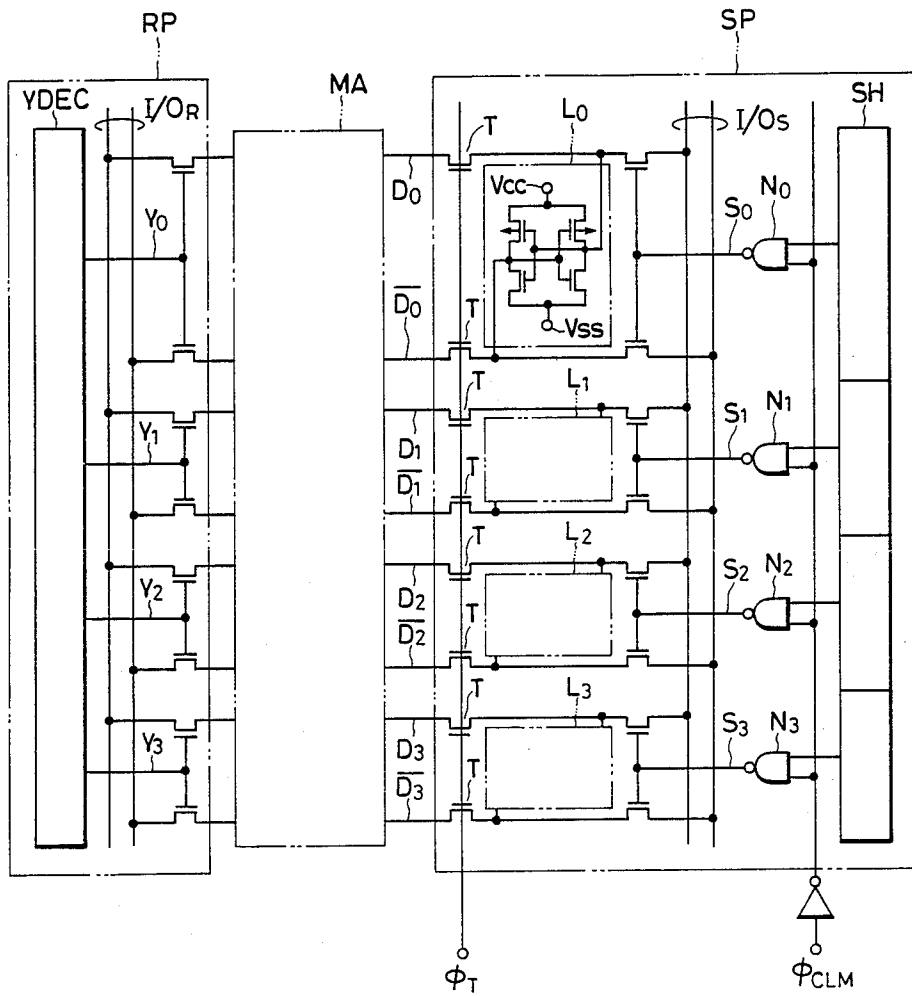 RP
SP
YDEC
I/OR
MA
T
L0
I/OS
SH
D0
VCC
S0
N0
Y0
D̅0̅
T
VSS
T
L1
Y1
D1
S1
N1
D̅1̅
T
T
L2
Y2
D2
S2
N2
D̅2̅
T
T
L3
Y3
D3
S3
N3
D̅3̅
T
ϕT
ϕCLM